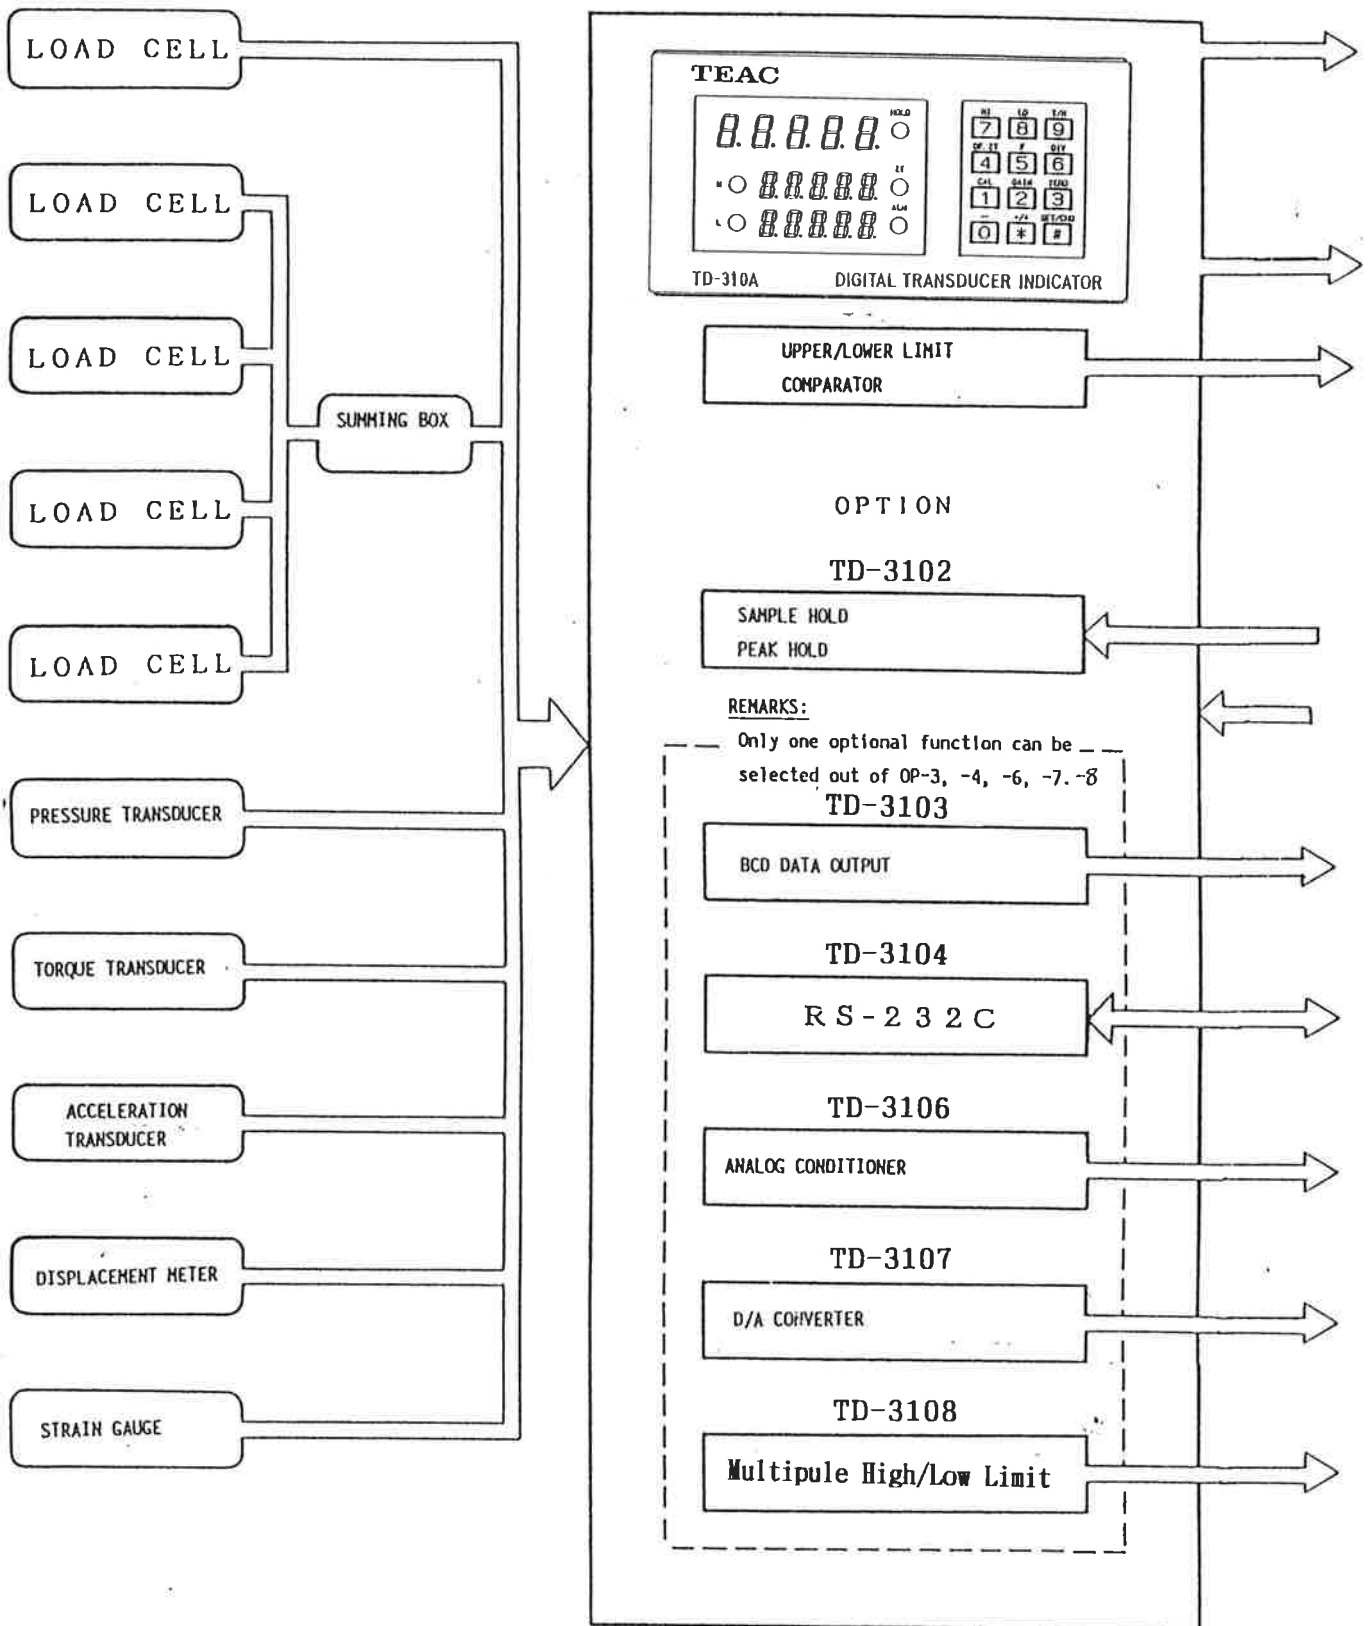 LOAD CELL
LOAD CELL
LOAD CELL
LOAD CELL
LOAD CELL
SUMMING BOX
PRESSURE TRANSDUCER
TORQUE TRANSDUCER
ACCELERATION
TRANSDUCER
DISPLACEMENT METER
STRAIN GAUGE
TEAC
8.8.8.8.8. HOLD
H 8.8.8.8.8.
L 8.8.8.8.8.
HI LO
7 8 9
4 5 6
CAL GAIN
1 2 3
0 * #
TD-310A DIGITAL TRANSDUCER INDICATOR
UPPER/LOWER LIMIT
COMPARATOR
OPTION
TD-3102
SAMPLE HOLD
PEAK HOLD
REMARKS:
Only one optional function can be
selected out of OP-3, -4, -6, -7.-8
TD-3103
BCD DATA OUTPUT
TD-3104
RS-232C
TD-3106
ANALOG CONDITIONER
TD-3107
D/A CONVERTER
TD-3108
Multipule High/Low Limit